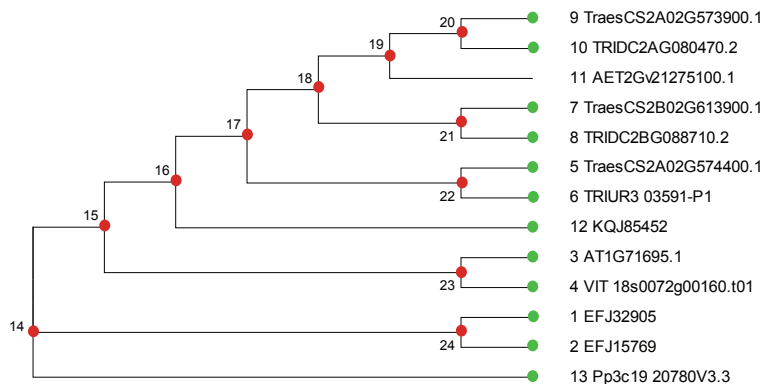 9 TraesCS2A02G573900.1
20
10 TRIDC2AG080470.2
19
11 AET2Gv21275100.1
18
7 TraesCS2B02G613900.1
17
21
8 TRIDC2BG088710.2
5 TraesCS2A02G574400.1
16
22
6 TRIUR3 03591-P1
15
12 KQJ85452
3 AT1G71695.1
23
4 VIT 18s0072g00160.t01
14
1 EFJ32905
24
2 EFJ15769
13 Pp3c19 20780V3.3